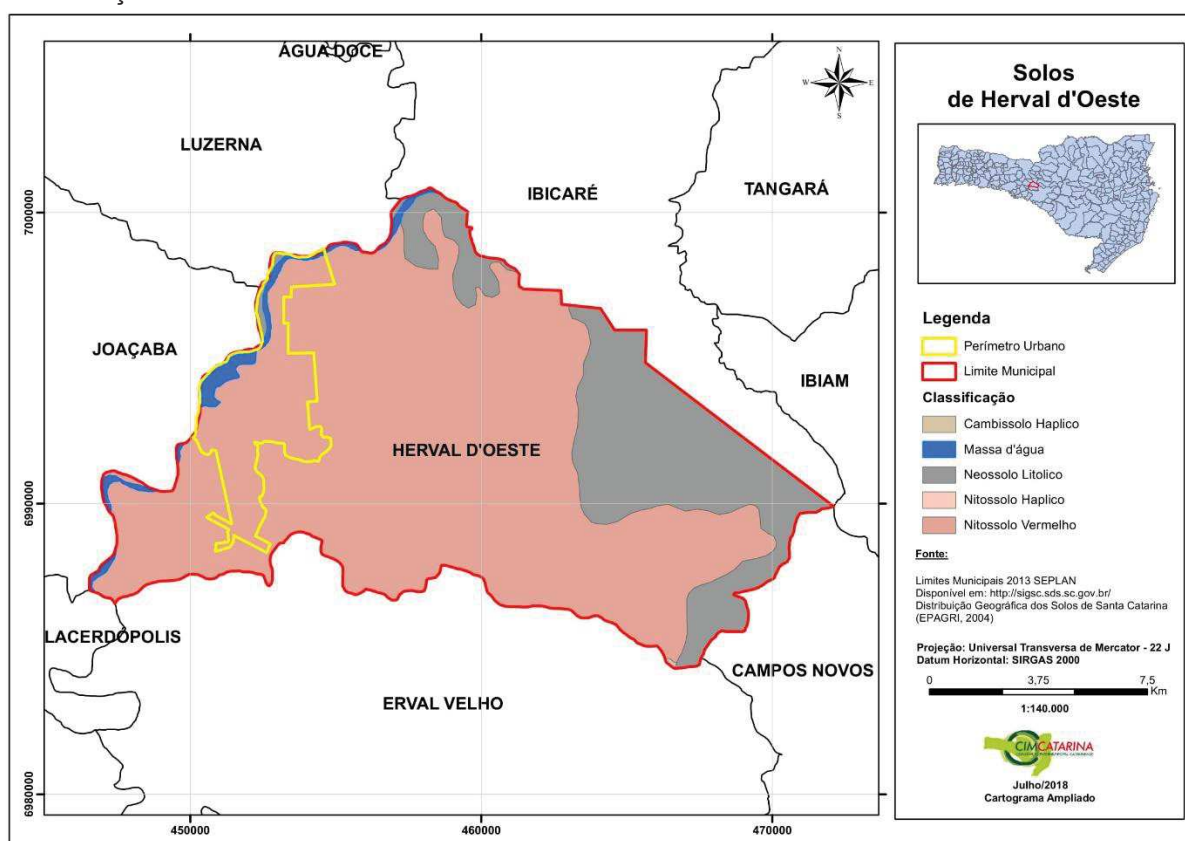 ÁGUA DOCE
LUZERNA
IBICARÉ
TANGARÁ
JOAÇABA
IBIAM
HERVAL D'OESTE
LACERDÓPOLIS
CAMPOS NOVOS
ERVAL VELHO
N
W
E
S
7000000
6990000
6980000
450000
460000
470000
Solos
de Herval d'Oeste
Legenda
Perímetro Urbano
Limite Municipal
Classificação
Cambissolo Haplico
Massa d'água
Neossolo Litolico
Nitossolo Haplico
Nitossolo Vermelho
Fonte:
Limites Municipais 2013 SEPLAN
Disponível em: http://sigsc.sds.sc.gov.br/
Distribuição Geográfica dos Solos de Santa Catarina
(EPAGRI, 2004)
Projeção: Universal Transversa de Mercator - 22 J
Datum Horizontal: SIRGAS 2000
0 3,75 7,5
Km
1:140.000
CIMCATARINA
Julho/2018
Cartograma Ampliado